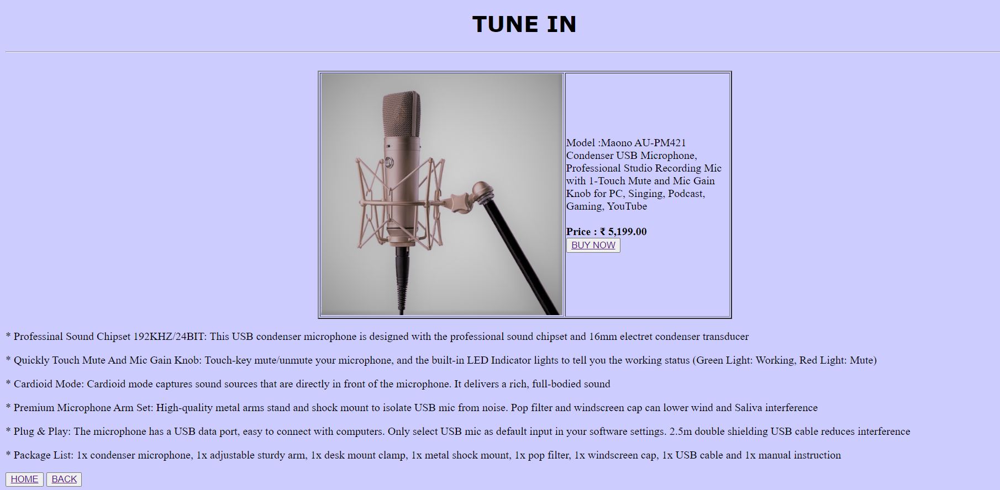 TUNE IN
Model :Maono AU-PM421
Condenser USB Microphone,
Professional Studio Recording Mic
with 1-Touch Mute and Mic Gain
Knob for PC, Singing, Podcast,
Gaming, YouTube
Price : ₹ 5,199.00
BUY NOW
* Professinal Sound Chipset 192KHZ/24BIT: This USB condenser microphone is designed with the professional sound chipset and 16mm electret condenser transducer
* Quickly Touch Mute And Mic Gain Knob: Touch-key mute/unmute your microphone, and the built-in LED Indicator lights to tell you the working status (Green Light: Working, Red Light: Mute)
* Cardioid Mode: Cardioid mode captures sound sources that are directly in front of the microphone. It delivers a rich, full-bodied sound
* Premium Microphone Arm Set: High-quality metal arms stand and shock mount to isolate USB mic from noise. Pop filter and windscreen cap can lower wind and Saliva interference
* Plug & Play: The microphone has a USB data port, easy to connect with computers. Only select USB mic as default input in your software settings. 2.5m double shielding USB cable reduces interference
* Package List: 1x condenser microphone, 1x adjustable sturdy arm, 1x desk mount clamp, 1x metal shock mount, 1x pop filter, 1x windscreen cap, 1x USB cable and 1x manual instruction
HOME BACK